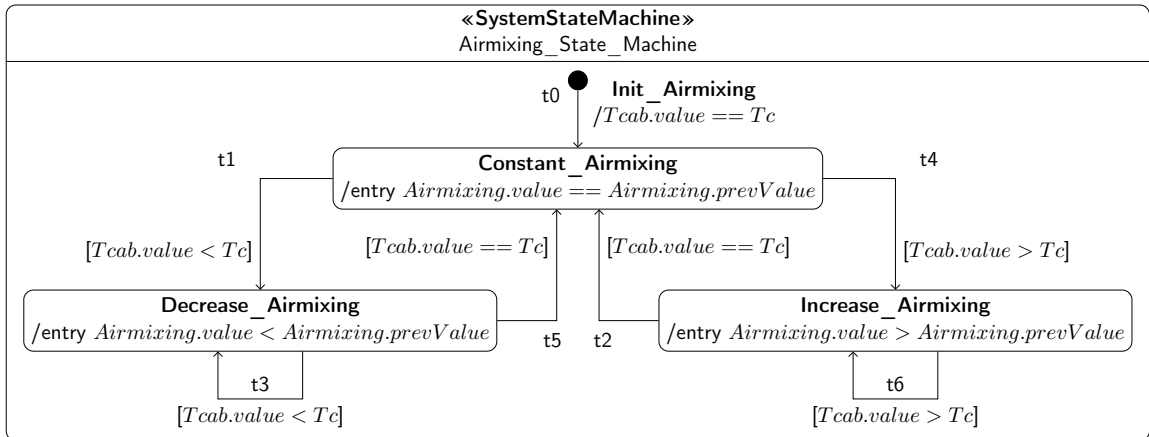 «SystemStateMachine»
Airmixing_State_Machine
t0
Init_Airmixing
/Tcab.value == Tc
t1
Constant_Airmixing
t4
/entry Airmixing.value == Airmixing.prevValue
[Tcab.value < Tc]
[Tcab.value == Tc]
[Tcab.value == Tc]
[Tcab.value > Tc]
Decrease_Airmixing
Increase_Airmixing
/entry Airmixing.value < Airmixing.prevValue
t5
t2
/entry Airmixing.value > Airmixing.prevValue
t3
t6
[Tcab.value < Tc]
[Tcab.value > Tc]